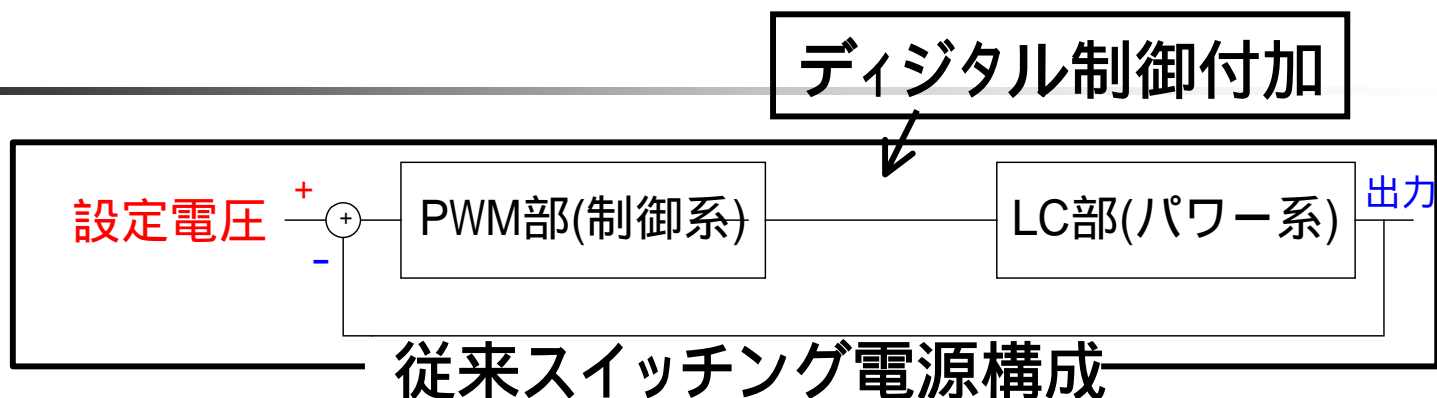 ディジタル制御付加
設定電圧 + + - PWM部(制御系) LC部(パワー系) 出力
従来スイッチング電源構成